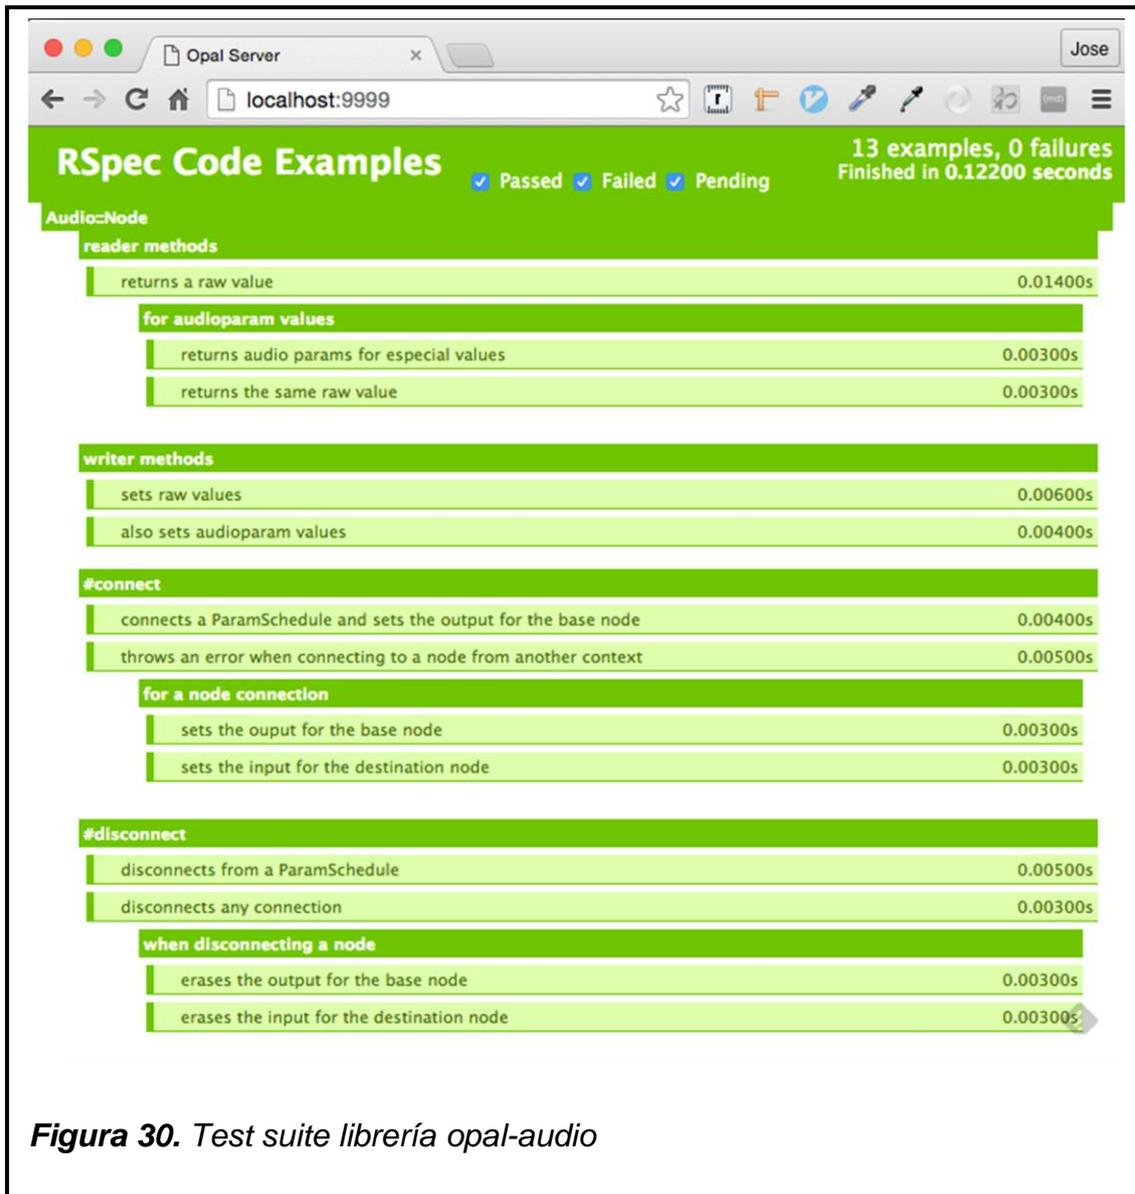 Opal Server
Jose
localhost:9999
RSpec Code Examples
Passed Failed Pending
13 examples, 0 failures
Finished in 0.12200 seconds
Audio::Node
reader methods
returns a raw value 0.01400s
for audioparam values
returns audio params for especial values 0.00300s
returns the same raw value 0.00300s
writer methods
sets raw values 0.00600s
also sets audioparam values 0.00400s
#connect
connects a ParamSchedule and sets the output for the base node 0.00400s
throws an error when connecting to a node from another context 0.00500s
for a node connection
sets the ouput for the base node 0.00300s
sets the input for the destination node 0.00300s
#disconnect
disconnects from a ParamSchedule 0.00500s
disconnects any connection 0.00300s
when disconnecting a node
erases the output for the base node 0.00300s
erases the input for the destination node 0.00300s
Figura 30. Test suite librería opal-audio